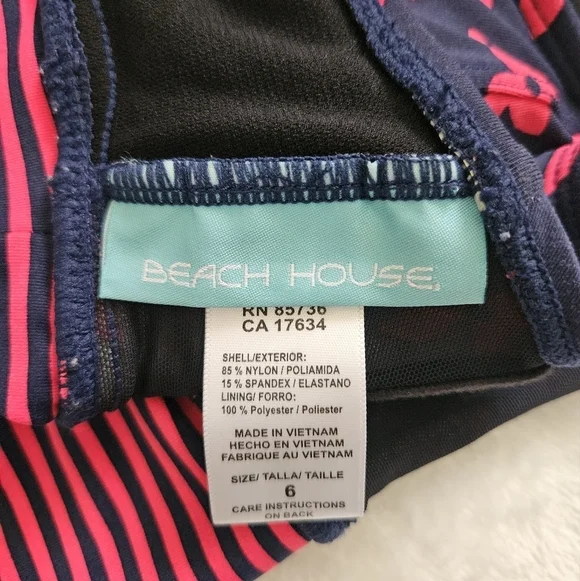 BEACH HOUSE
RN 85736
CA 17634
SHELL/EXTERIOR:
85 % NYLON / POLIAMIDA
15 % SPANDEX / ELASTANO
LINING/ FORRO:
100 % Polyester / Poliester
MADE IN VIETNAM
HECHO EN VIETNAM
FABRIQUE AU VIETNAM
SIZE/ TALLA/ TAILLE
6
CARE INSTRUCTIONS
ON BACK